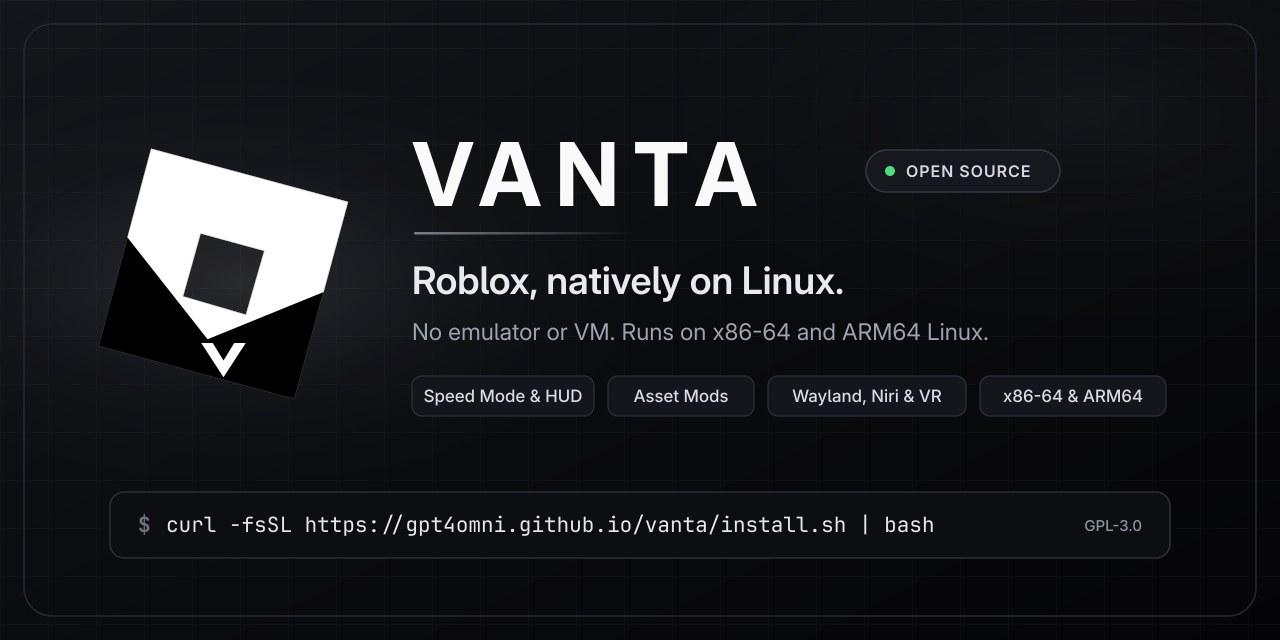 VANTA
OPEN SOURCE
Roblox, natively on Linux.
No emulator or VM. Runs on x86-64 and ARM64 Linux.
Speed Mode & HUD
Asset Mods
Wayland, Niri & VR
x86-64 & ARM64
$ curl -fsSL https://gpt4omni.github.io/vanta/install.sh | bash
GPL-3.0
V